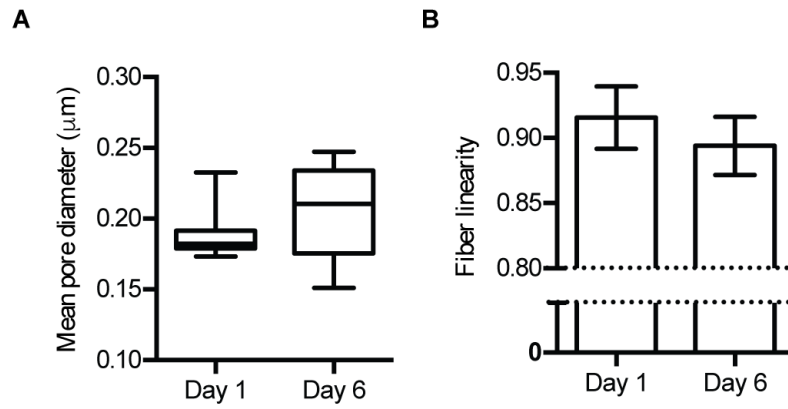 A
Mean pore diameter (μm)
0.30
0.25
0.20
0.15
0.10
Day 1 Day 6
B
Fiber linearity
0.95
0.90
0.85
0.80
0
Day 1 Day 6